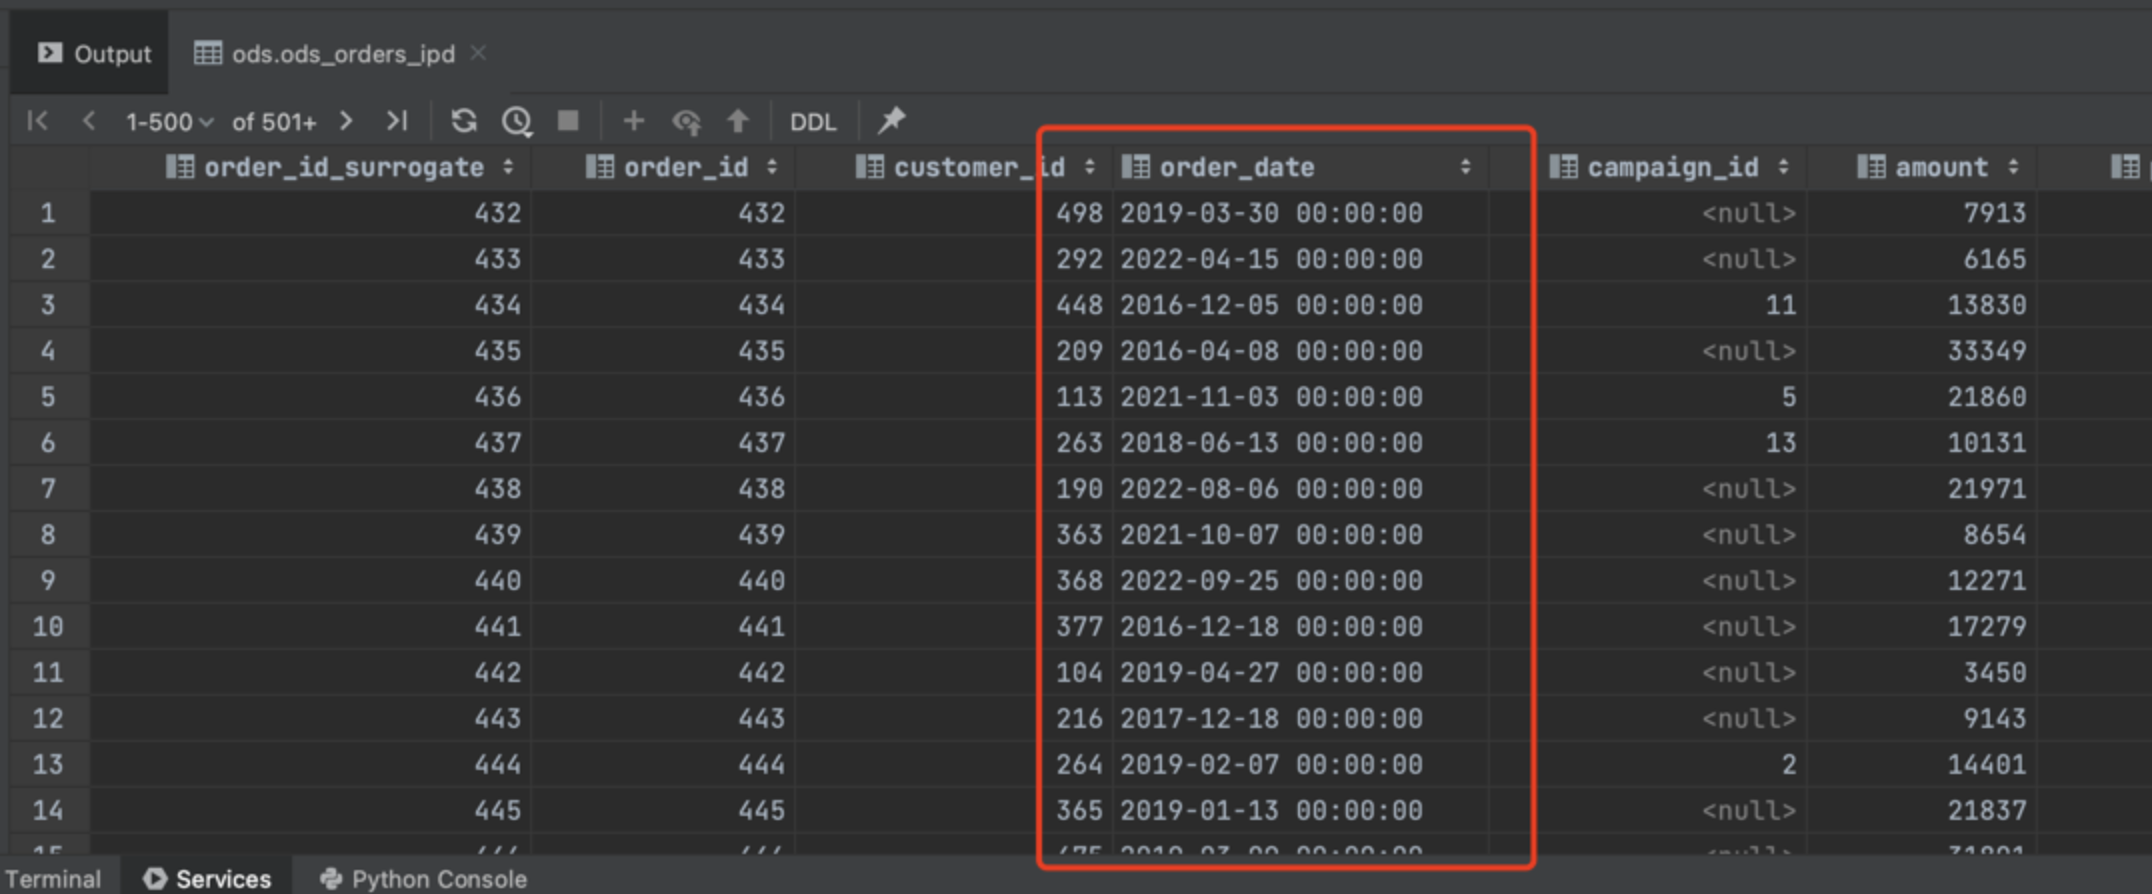 Output ods.ods_orders_ipd
1-500 of 501+ DDL
order_id_surrogate order_id customer_id order_date campaign_id amount
1 432 432 498 2019-03-30 00:00:00 <null> 7913
2 433 433 292 2022-04-15 00:00:00 <null> 6165
3 434 434 448 2016-12-05 00:00:00 11 13830
4 435 435 209 2016-04-08 00:00:00 <null> 33349
5 436 436 113 2021-11-03 00:00:00 5 21860
6 437 437 263 2018-06-13 00:00:00 13 10131
7 438 438 190 2022-08-06 00:00:00 <null> 21971
8 439 439 363 2021-10-07 00:00:00 <null> 8654
9 440 440 368 2022-09-25 00:00:00 <null> 12271
10 441 441 377 2016-12-18 00:00:00 <null> 17279
11 442 442 104 2019-04-27 00:00:00 <null> 3450
12 443 443 216 2017-12-18 00:00:00 <null> 9143
13 444 444 264 2019-02-07 00:00:00 2 14401
14 445 445 365 2019-01-13 00:00:00 <null> 21837
Terminal Services Python Console